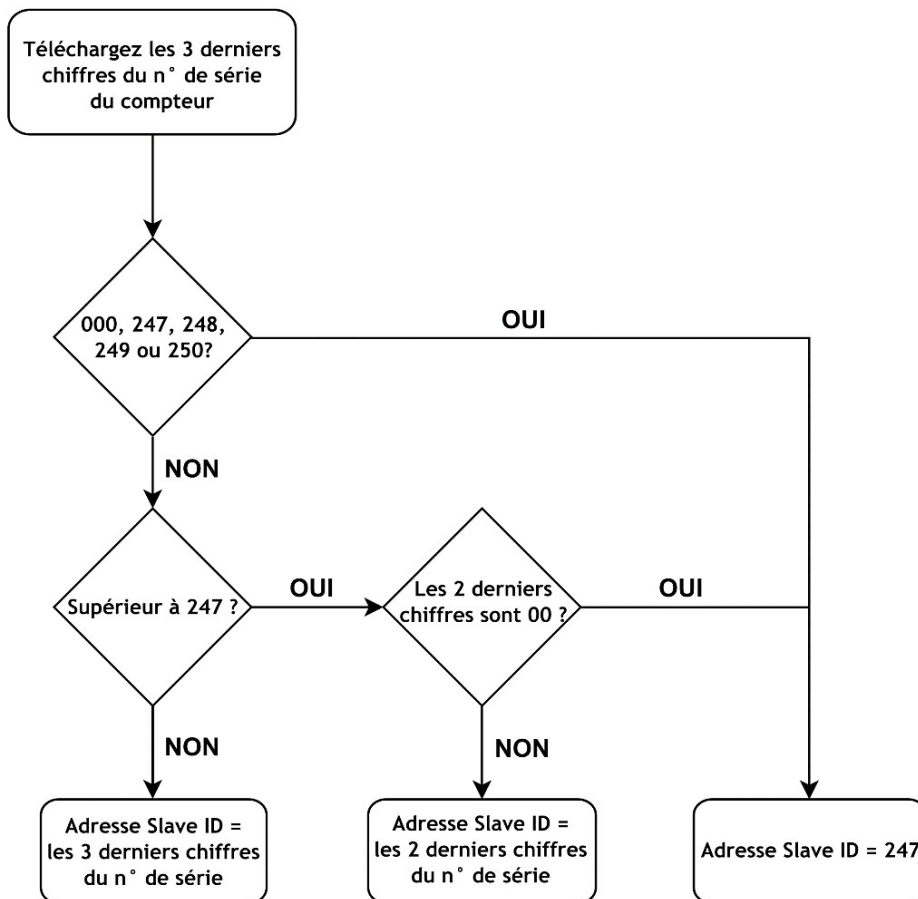 Téléchargez les 3 derniers
chiffres du n° de série
du compteur
000, 247, 248,
249 ou 250?
OUI
NON
Supérieur à 247 ?
OUI
Les 2 derniers
chiffres sont 00 ?
OUI
NON
NON
Adresse Slave ID =
les 3 derniers chiffres
du n° de série
Adresse Slave ID =
les 2 derniers chiffres
du n° de série
Adresse Slave ID = 247